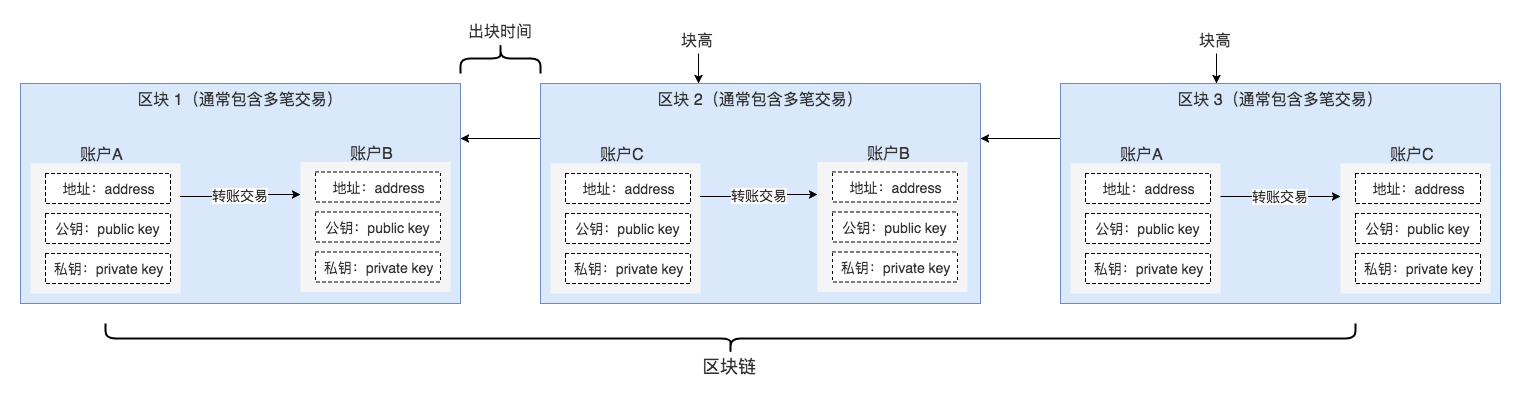 出块时间
块高
块高
区块 1（通常包含多笔交易）
区块 2（通常包含多笔交易）
区块 3（通常包含多笔交易）
账户A
地址：address
公钥：public key
私钥：private key
转账交易
账户B
地址：address
公钥：public key
私钥：private key
账户C
地址：address
公钥：public key
私钥：private key
转账交易
账户B
地址：address
公钥：public key
私钥：private key
账户A
地址：address
公钥：public key
私钥：private key
转账交易
账户C
地址：address
公钥：public key
私钥：private key
区块链